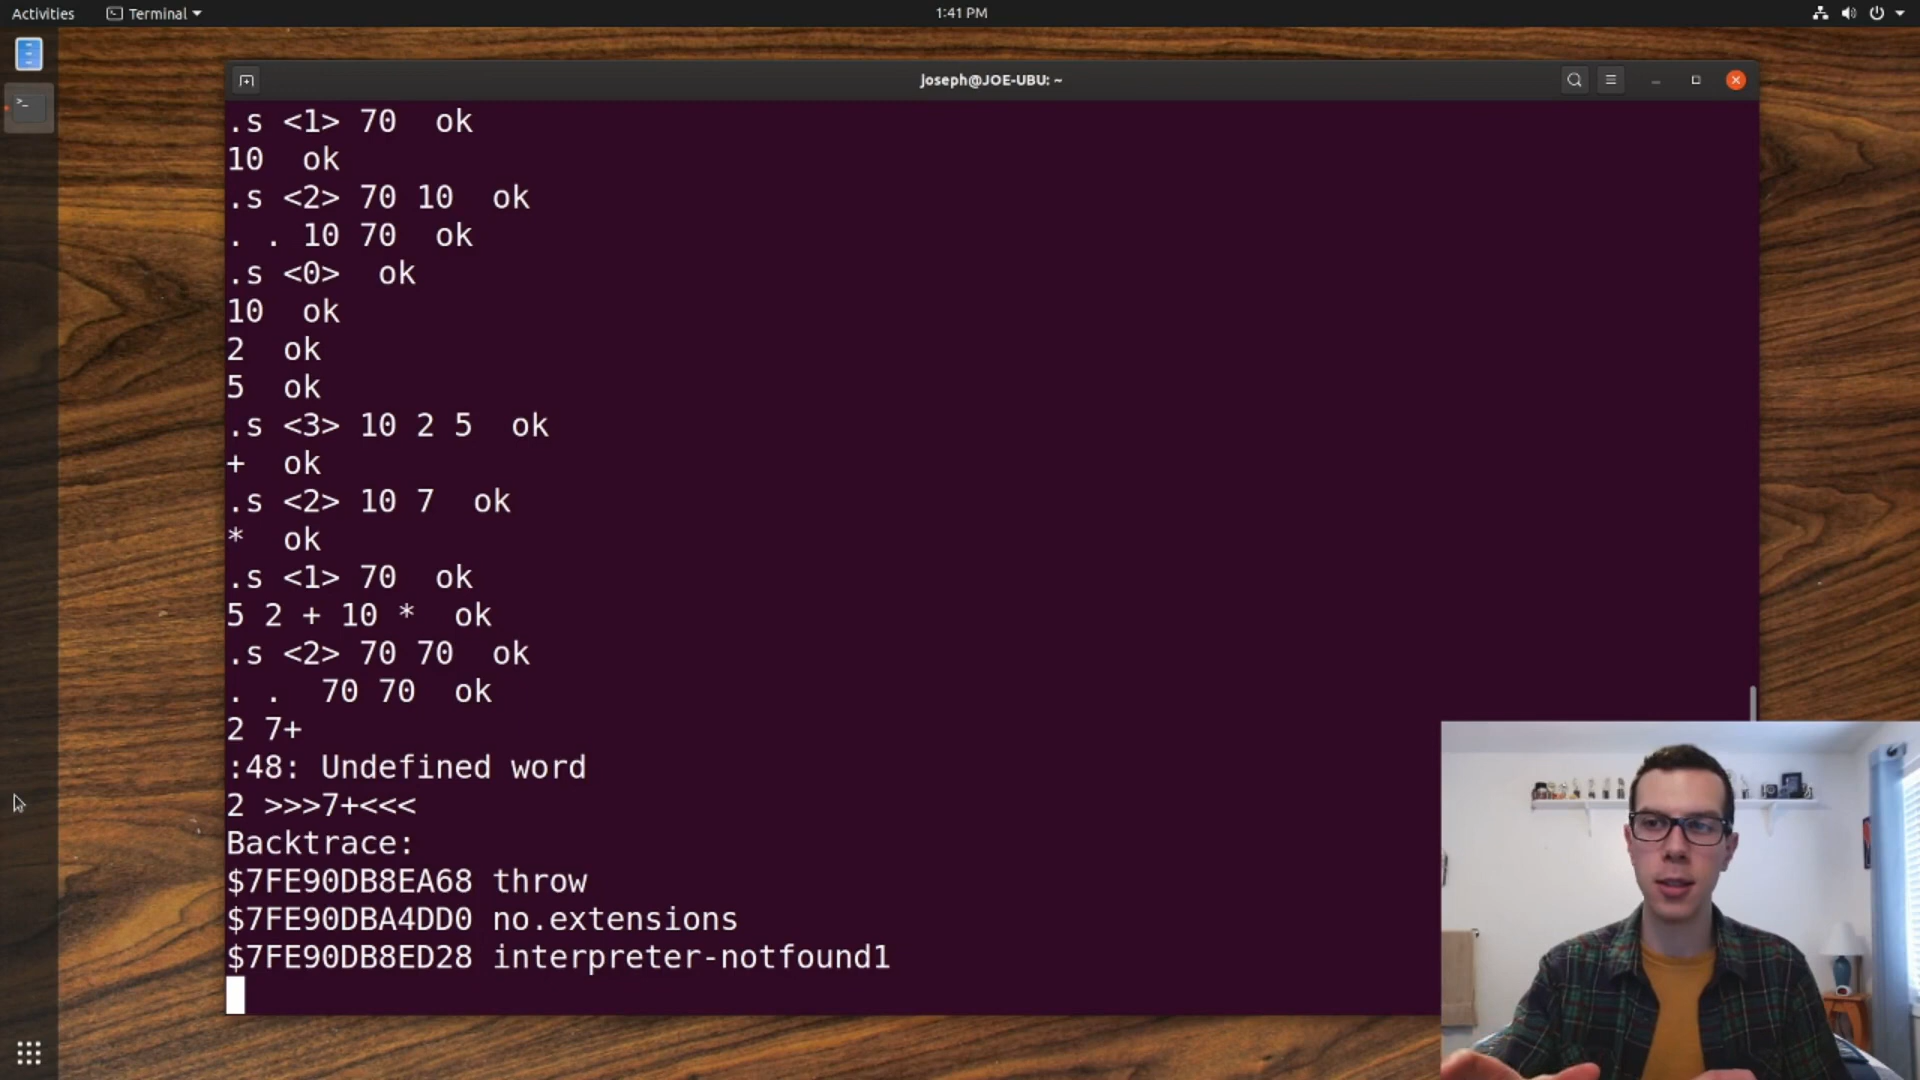 Activities
Terminal
1:41 PM
joseph@JOE-UBU: ~
.s <1> 70  ok
10  ok
.s <2> 70 10  ok
. . 10 70  ok
.s <0>  ok
10  ok
2  ok
5  ok
.s <3> 10 2 5  ok
+  ok
.s <2> 10 7  ok
*  ok
.s <1> 70  ok
5 2 + 10 *  ok
.s <2> 70 70  ok
. .  70 70  ok
2 7+
:48: Undefined word
2 >>>7+<<<
Backtrace:
$7FE90DB8EA68 throw
$7FE90DBA4DD0 no.extensions
$7FE90DB8ED28 interpreter-notfound1